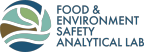 FOOD &
ENVIRONMENT
SAFETY
ANALYTICAL LAB